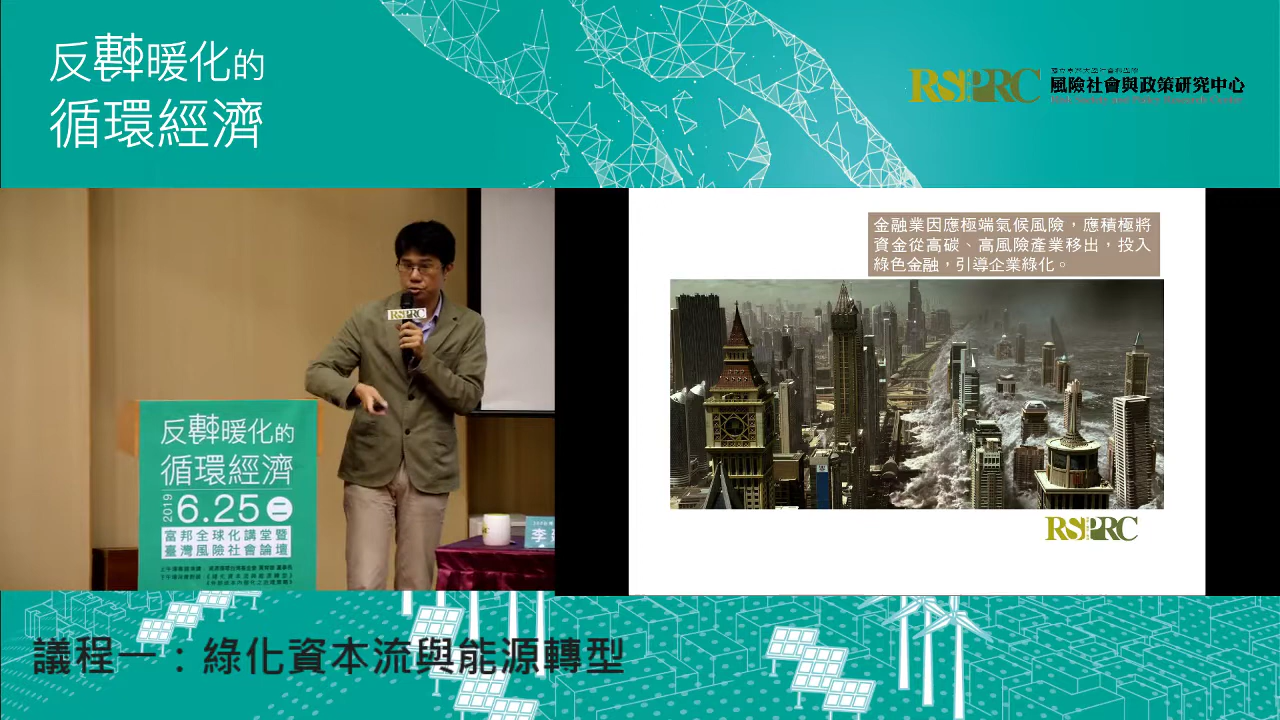 反轉暖化的
循環經濟
RSPRC
風險社會與政策研究中心
RSPRC
反轉暖化的
循環經濟
2019
6.25 二
富邦全球化講堂暨
臺灣風險社會論壇
李
金融業因應極端氣候風險，應積極將
資金從高碳、高風險產業移出，投入
綠色金融，引導企業綠化。
RSPRC
議程一：綠化資本流與能源轉型